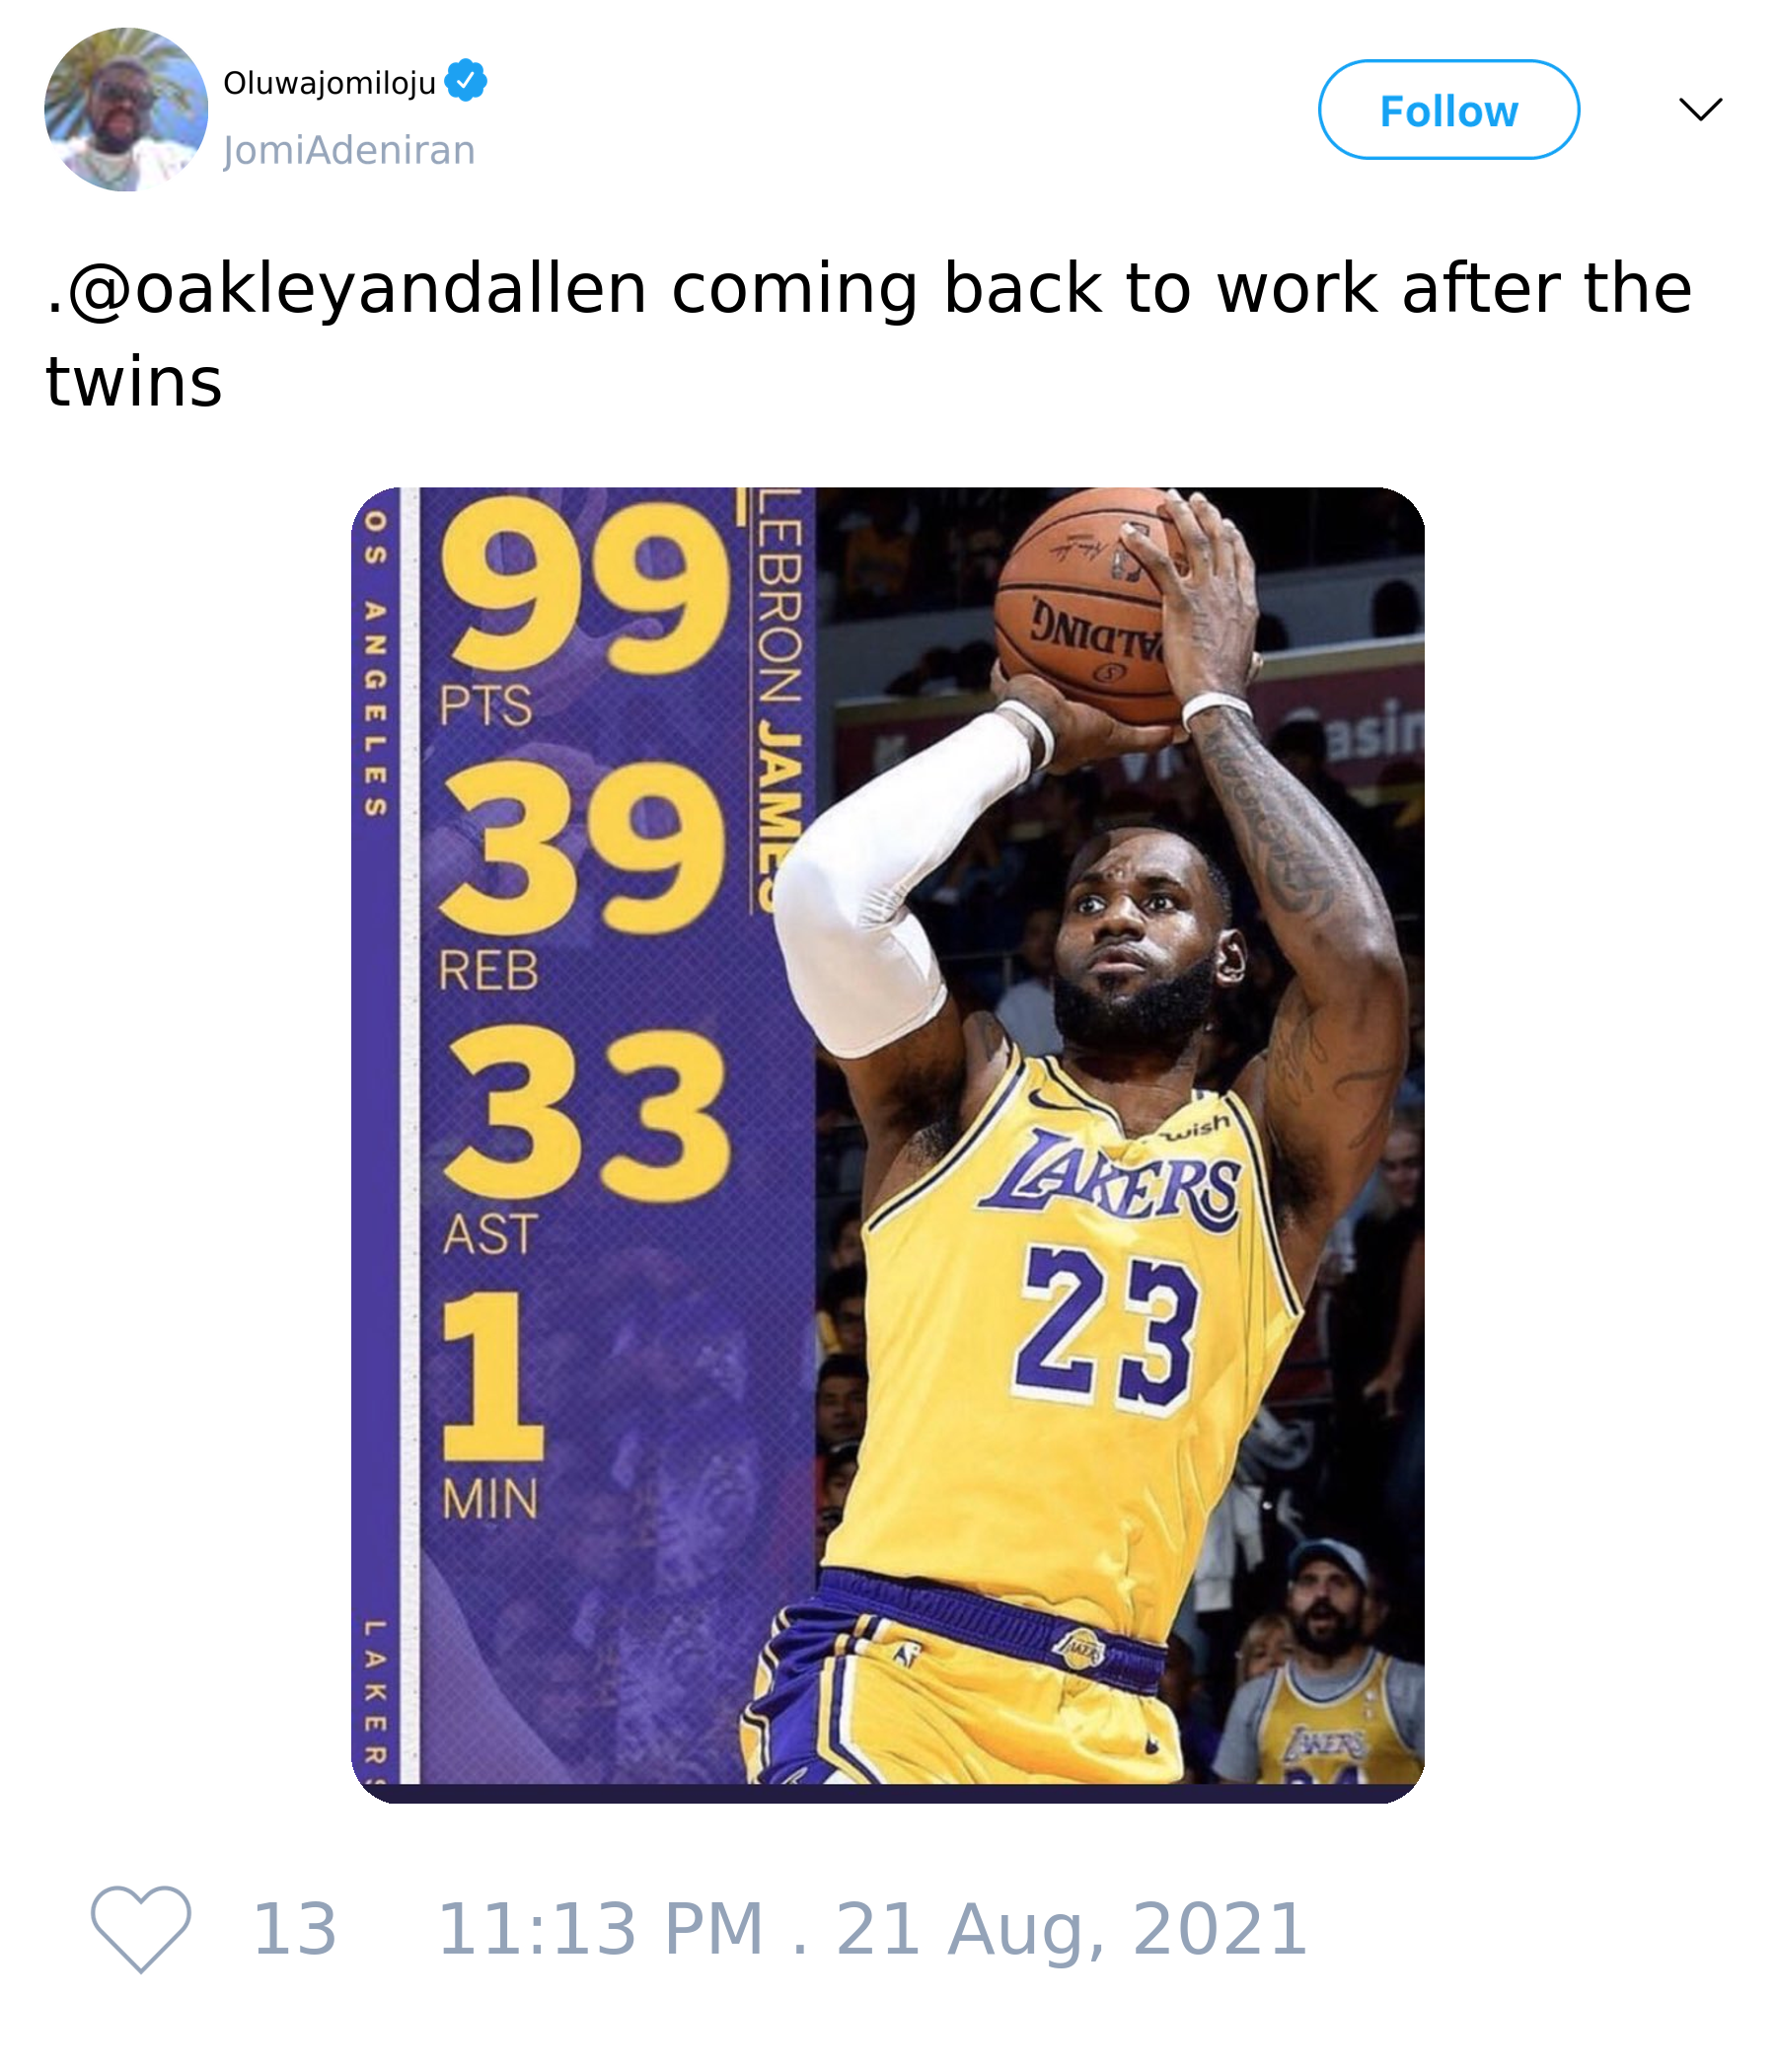 Oluwajomiloju
JomiAdeniran
Follow
.@oakleyandallen coming back to work after the
twins
OS ANGELES
LAKERS
99
PTS
39
REB
33
AST
1
MIN
LEBRON JAMES
ALDING
wish
LAKERS
23
LAKERS
13 11:13 PM . 21 Aug, 2021